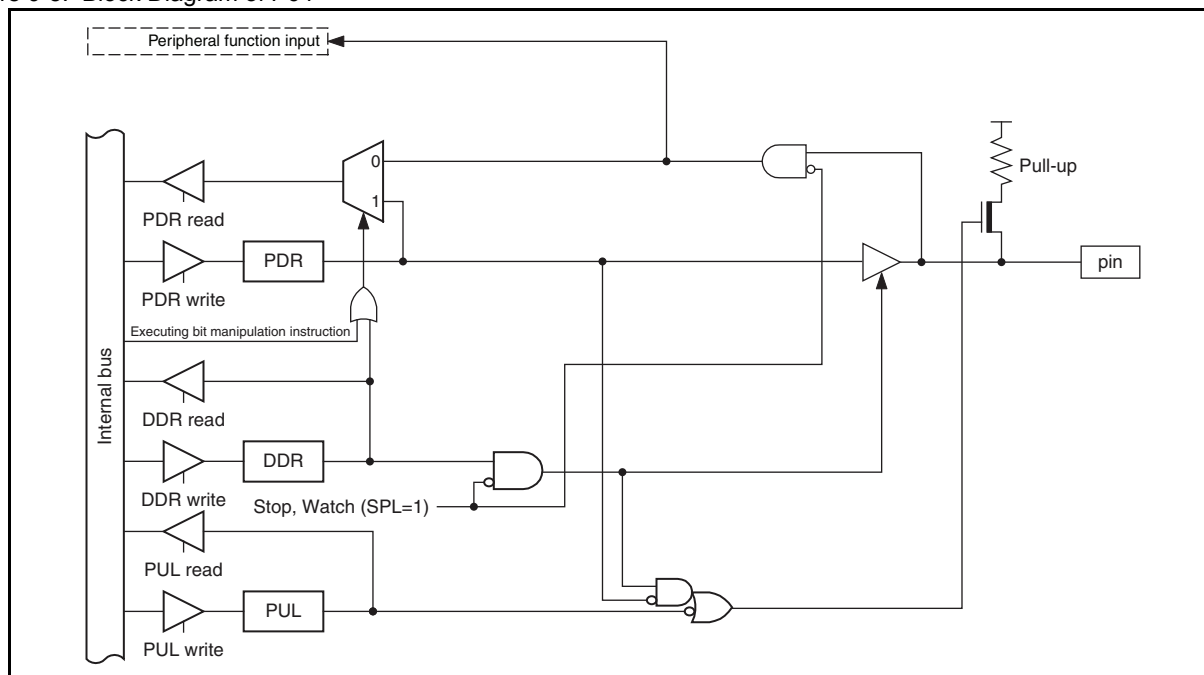 Peripheral function input
0
Pull-up
1
PDR read
PDR
pin
PDR write
Executing bit manipulation instruction
Internal bus
DDR read
DDR
DDR write
Stop, Watch (SPL=1)
PUL read
PUL
PUL write